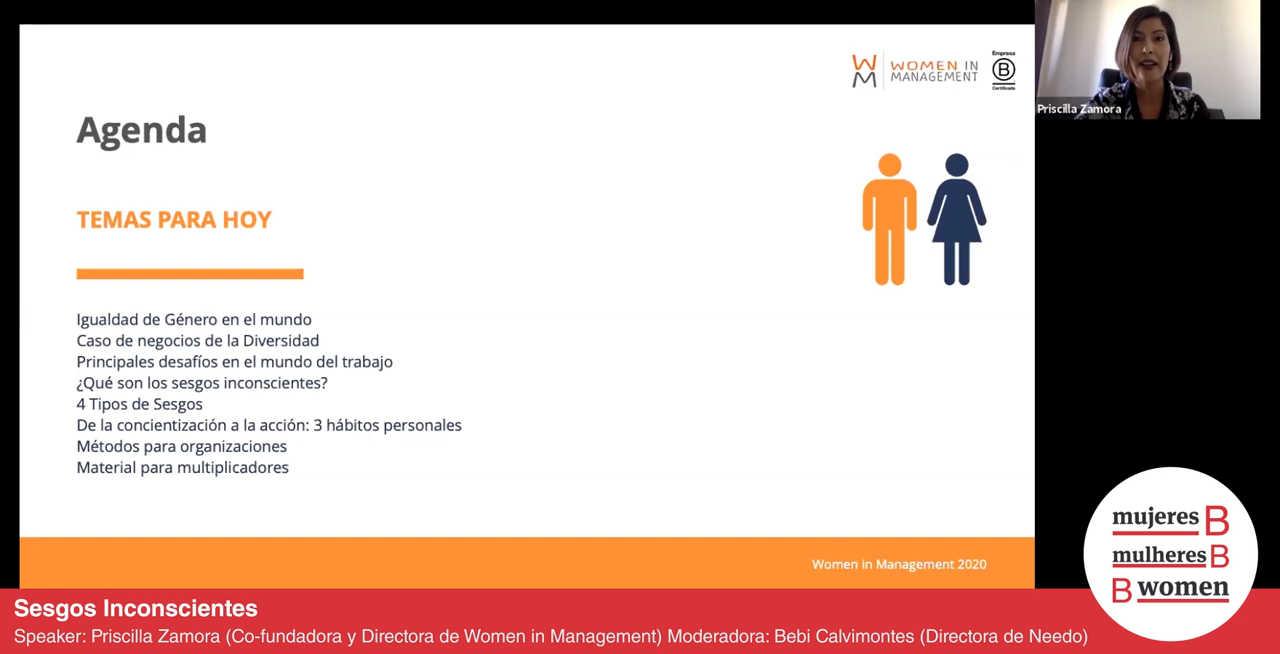 WM
WOMEN IN
MANAGEMENT
Empresa
B
Certificada
Priscilla Zamora
Agenda
TEMAS PARA HOY
Igualdad de Género en el mundo
Caso de negocios de la Diversidad
Principales desafíos en el mundo del trabajo
¿Qué son los sesgos inconscientes?
4 Tipos de Sesgos
De la concientización a la acción: 3 hábitos personales
Métodos para organizaciones
Material para multiplicadores
Women in Management 2020
mujeres B
mulheres B
B women
Sesgos Inconscientes
Speaker: Priscilla Zamora (Co-fundadora y Directora de Women in Management) Moderadora: Bebi Calvimontes (Directora de Needo)